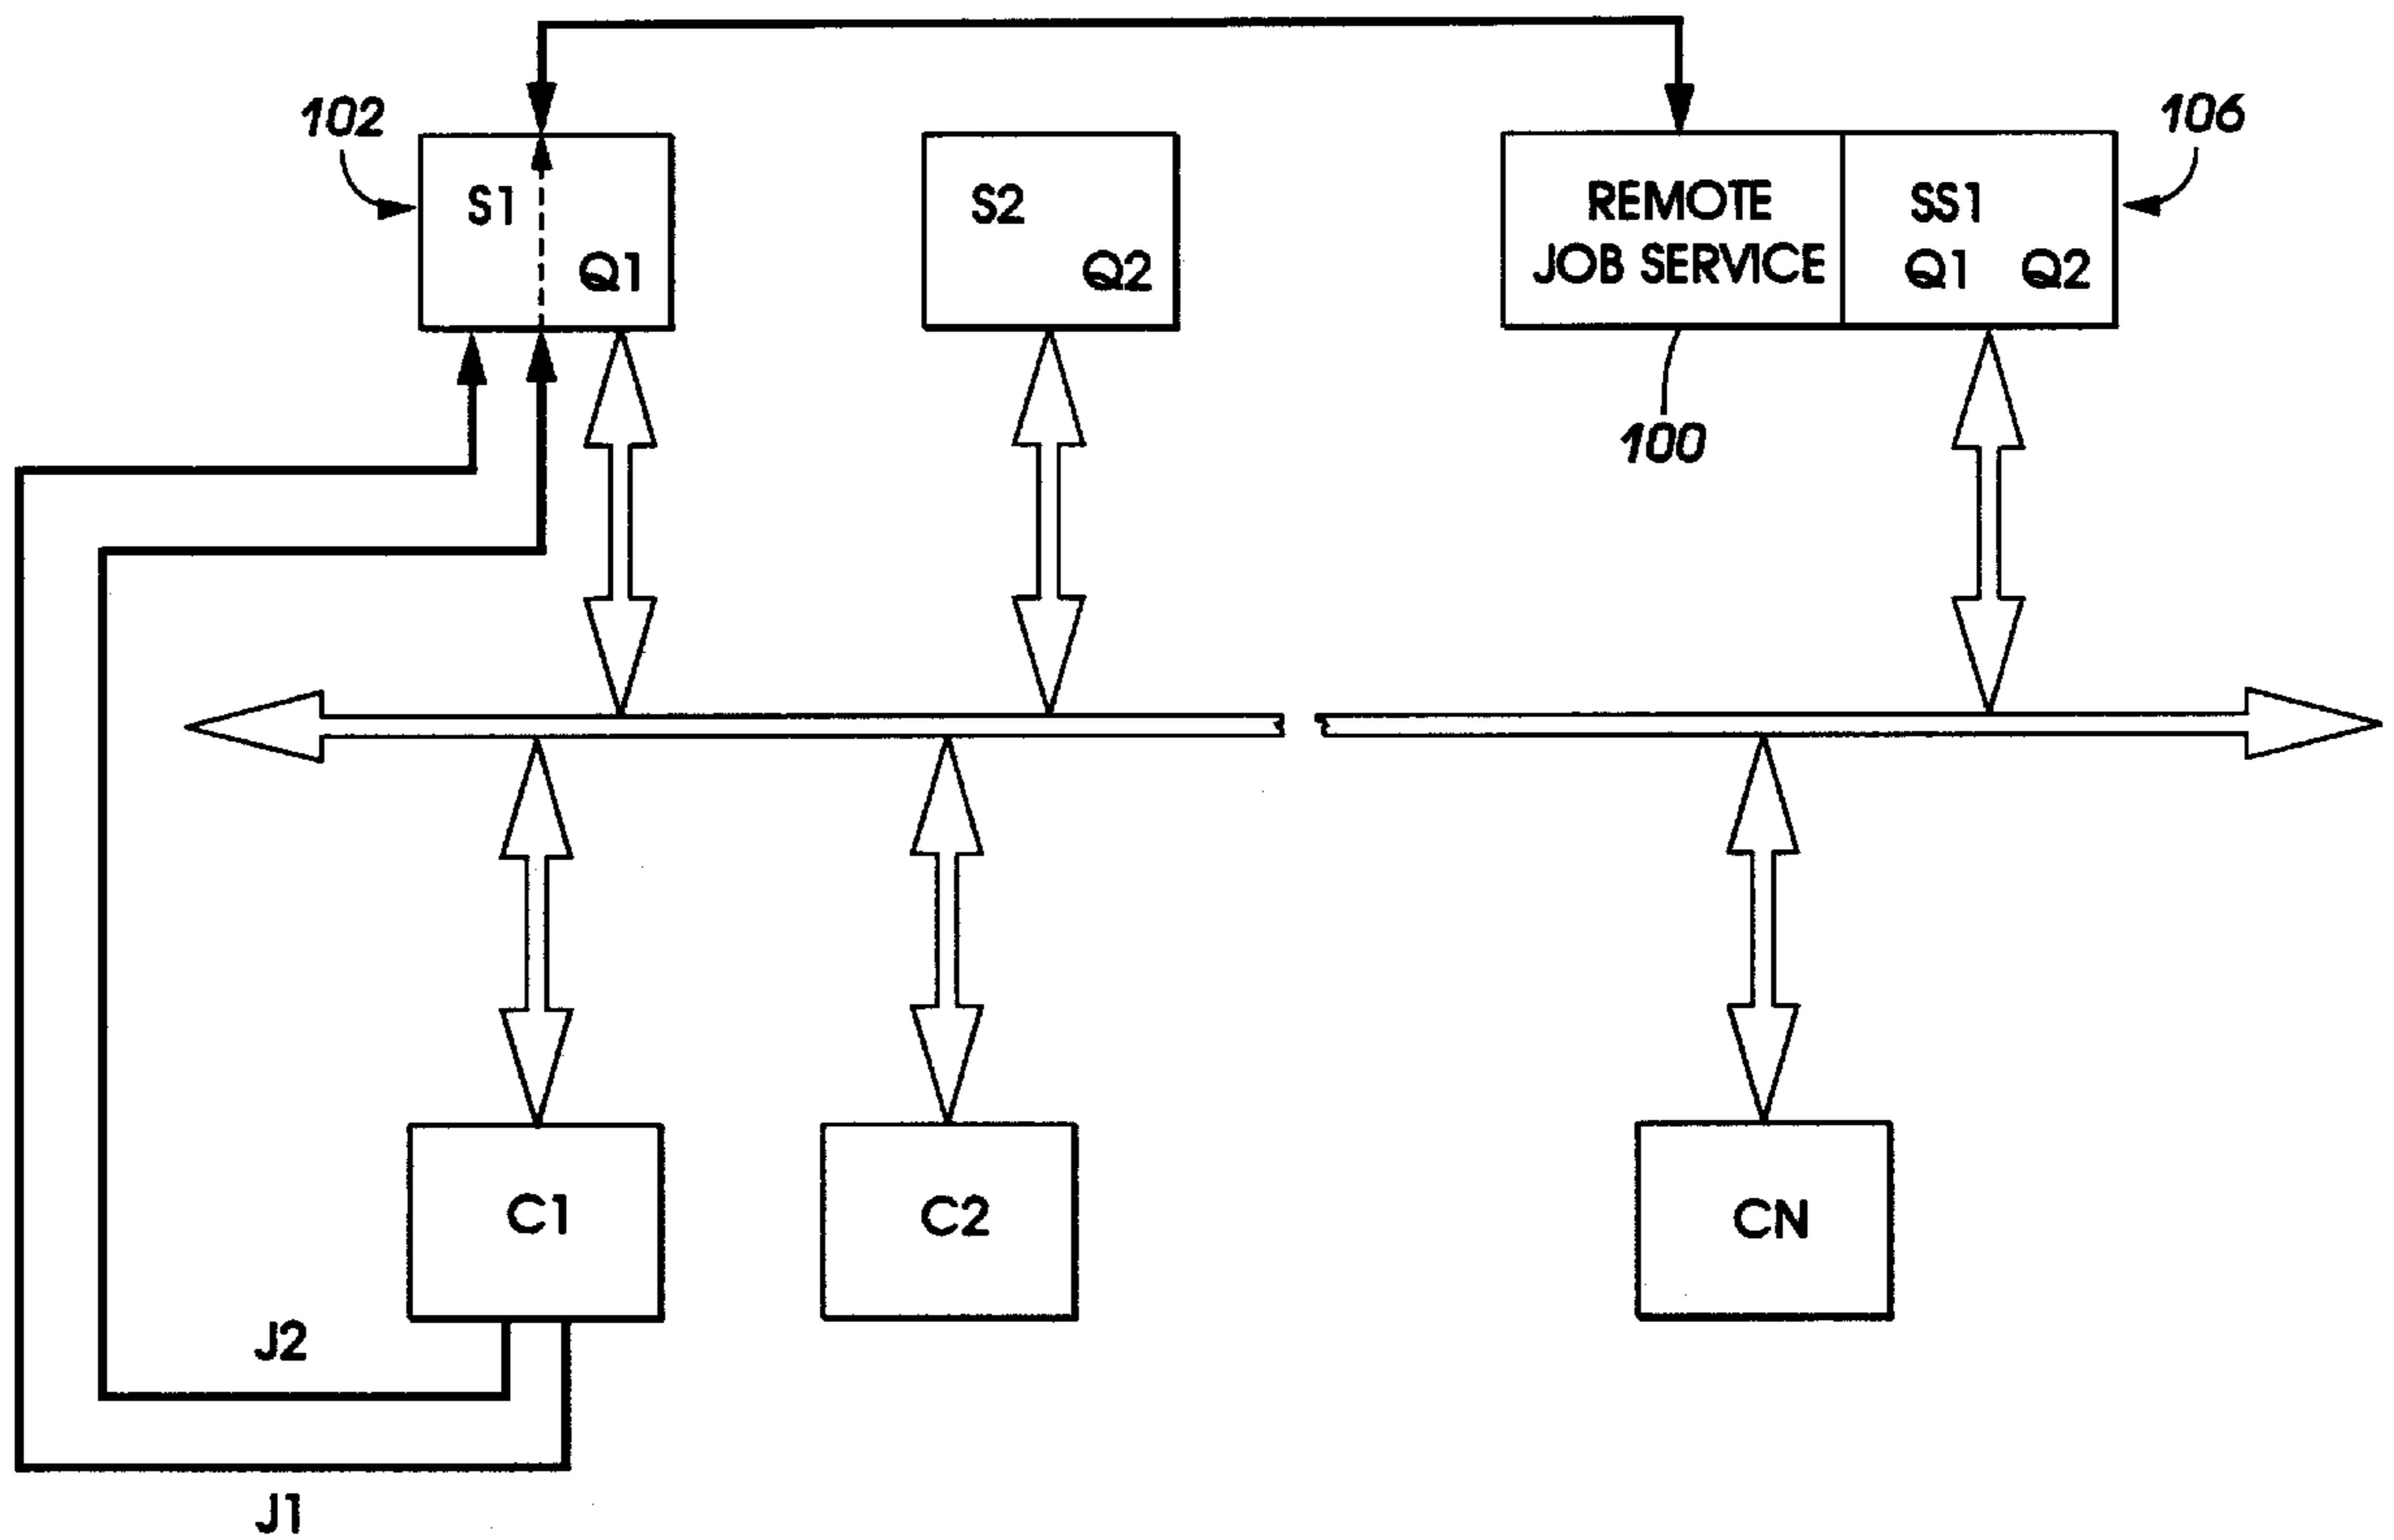 102
106
S1
Q1
S2
Q2
REMOTE
JOB SERVICE
SS1
Q1 Q2
100
C1
C2
CN
J2
J1